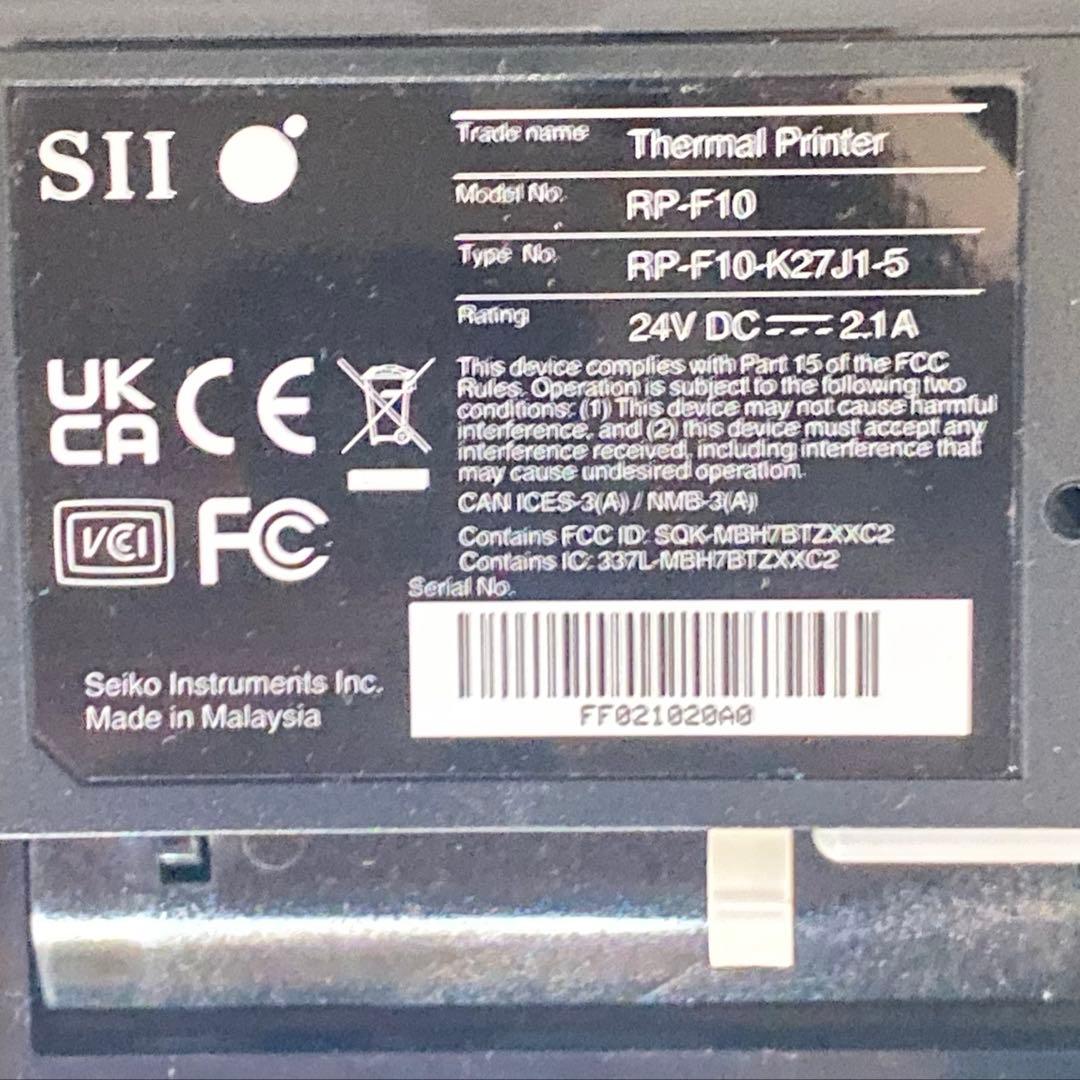 SII
Trade name Thermal Printer
Model No. RP-F10
Type No. RP-F10-K27J1-5
Rating 24V DC 2.1A
This device complies with Part 15 of the FCC
Rules. Operation is subject to the following two
conditions: (1) This device may not cause harmful
interference, and (2) this device must accept any
interference received, including interference that
may cause undesired operation.
CAN ICES-3(A) / NMB-3(A)
Contains FCC ID: SQK-MBH7BTZXXC2
Contains IC: 337L-MBH7BTZXXC2
UK
CA
CE
VCI
FC
Serial No.
FF021020A0
Seiko Instruments Inc.
Made in Malaysia